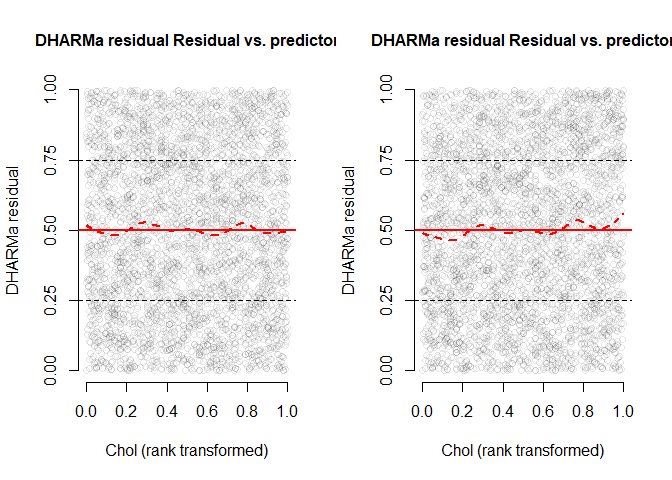 DHARMa residual Residual vs. predictor
DHARMa residual
1.00
0.75
0.50
0.25
0.00
0.0 0.2 0.4 0.6 0.8 1.0
Chol (rank transformed)
DHARMa residual Residual vs. predictor
DHARMa residual
1.00
0.75
0.50
0.25
0.00
0.0 0.2 0.4 0.6 0.8 1.0
Chol (rank transformed)